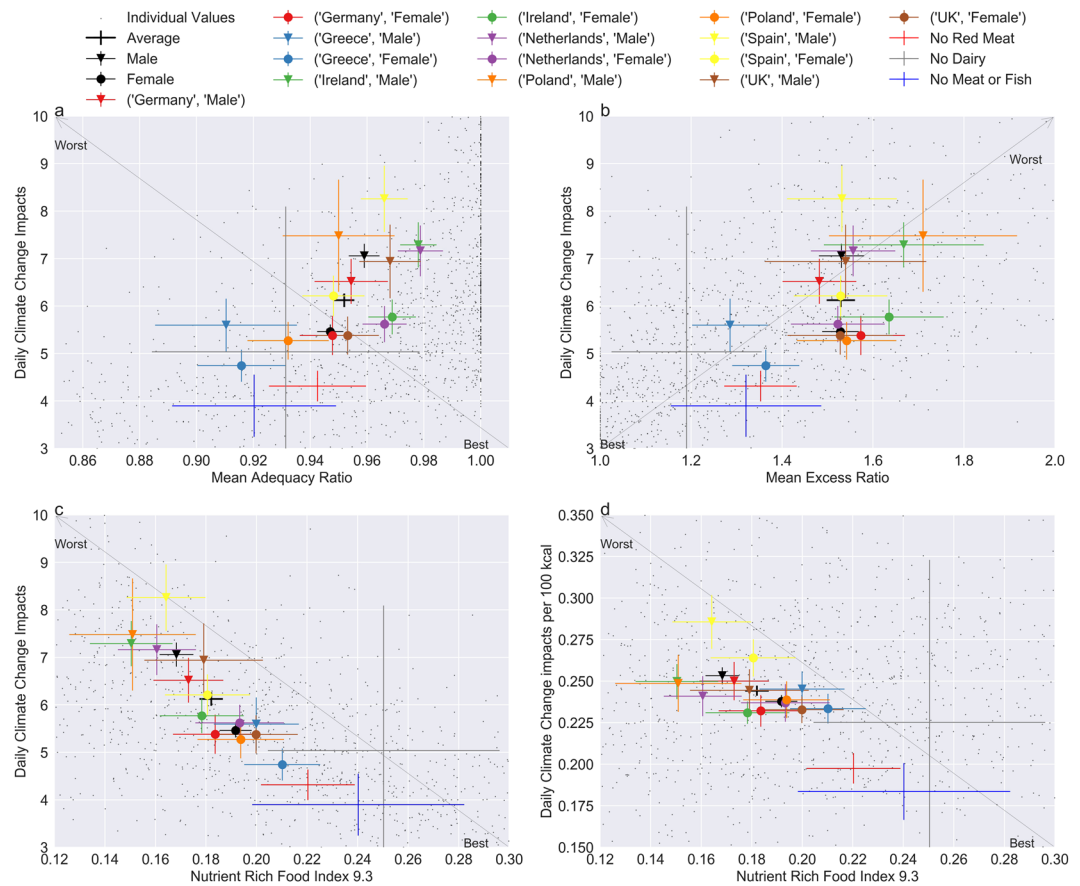 Individual Values
Average
Male
Female
('Germany', 'Male')
('Germany', 'Female')
('Greece', 'Male')
('Greece', 'Female')
('Ireland', 'Male')
('Ireland', 'Female')
('Netherlands', 'Male')
('Netherlands', 'Female')
('Poland', 'Male')
('Poland', 'Female')
('Spain', 'Male')
('Spain', 'Female')
('UK', 'Male')
('UK', 'Female')
No Red Meat
No Dairy
No Meat or Fish
a
Daily Climate Change Impacts
10
9
8
7
6
5
4
3
Worst
Best
0.86 0.88 0.90 0.92 0.94 0.96 0.98 1.00
Mean Adequacy Ratio
b
Daily Climate Change Impacts
10
9
8
7
6
5
4
3
Worst
Best
1.0 1.2 1.4 1.6 1.8 2.0
Mean Excess Ratio
c
Daily Climate Change Impacts
10
9
8
7
6
5
4
3
Worst
Best
0.12 0.14 0.16 0.18 0.20 0.22 0.24 0.26 0.28 0.30
Nutrient Rich Food Index 9.3
d
Daily Climate Change impacts per 100 kcal
0.350
0.325
0.300
0.275
0.250
0.225
0.200
0.175
0.150
Worst
Best
0.12 0.14 0.16 0.18 0.20 0.22 0.24 0.26 0.28 0.30
Nutrient Rich Food Index 9.3